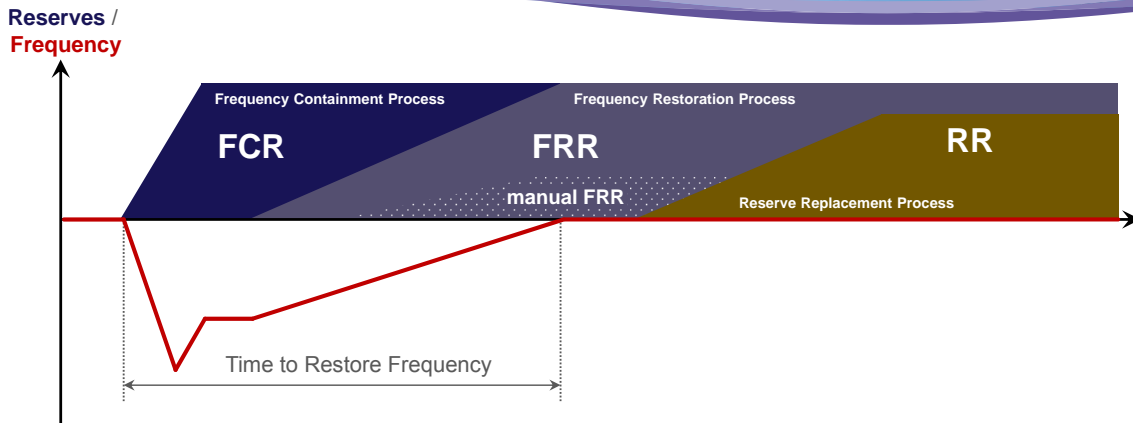 Reserves /
Frequency
Frequency Containment Process
Frequency Restoration Process
FCR
FRR
RR
manual FRR
Reserve Replacement Process
Time to Restore Frequency